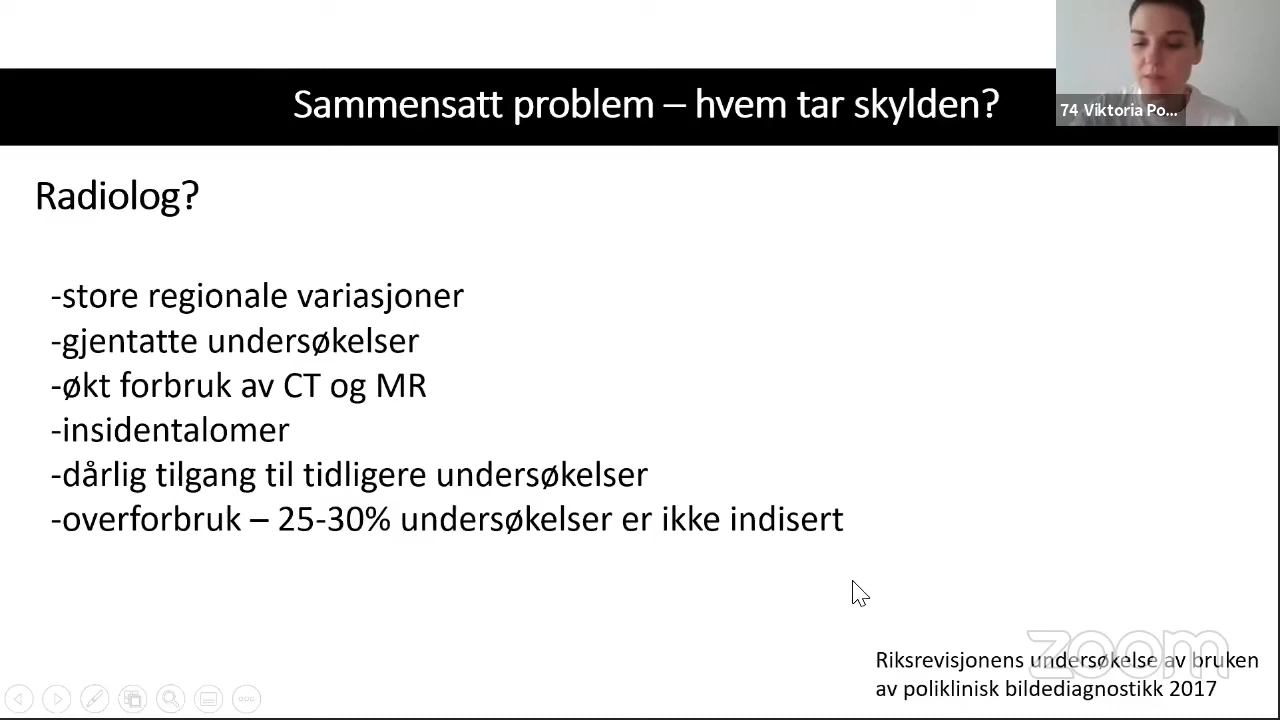 Sammensatt problem – hvem tar skylden?
74 Viktoria Po...
Radiolog?
-store regionale variasjoner
-gjentatte undersøkelser
-økt forbruk av CT og MR
-insidentalomer
-dårlig tilgang til tidligere undersøkelser
-overforbruk – 25-30% undersøkelser er ikke indisert
zoom
Riksrevisjonens undersøkelse av bruken
av poliklinisk bildediagnostikk 2017